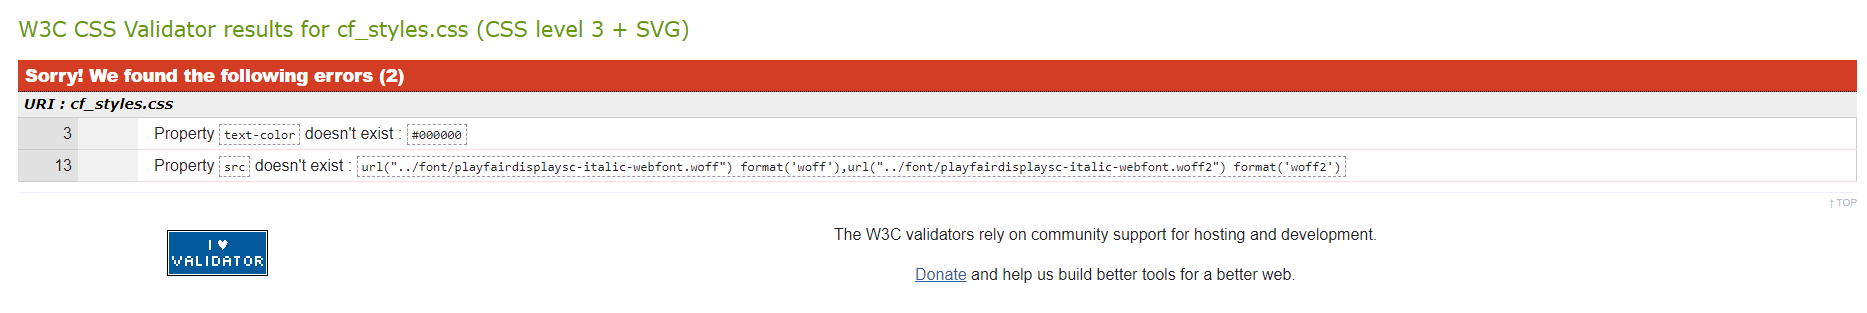 W3C CSS Validator results for cf_styles.css (CSS level 3 + SVG)
Sorry! We found the following errors (2)
URI : cf_styles.css
3 Property text-color doesn't exist : #000000
13 Property src doesn't exist : url("../font/playfairdisplaysc-italic-webfont.woff") format('woff'),url("../font/playfairdisplaysc-italic-webfont.woff2") format('woff2')
↑ TOP
I ♥
VALIDATOR
The W3C validators rely on community support for hosting and development.
Donate and help us build better tools for a better web.